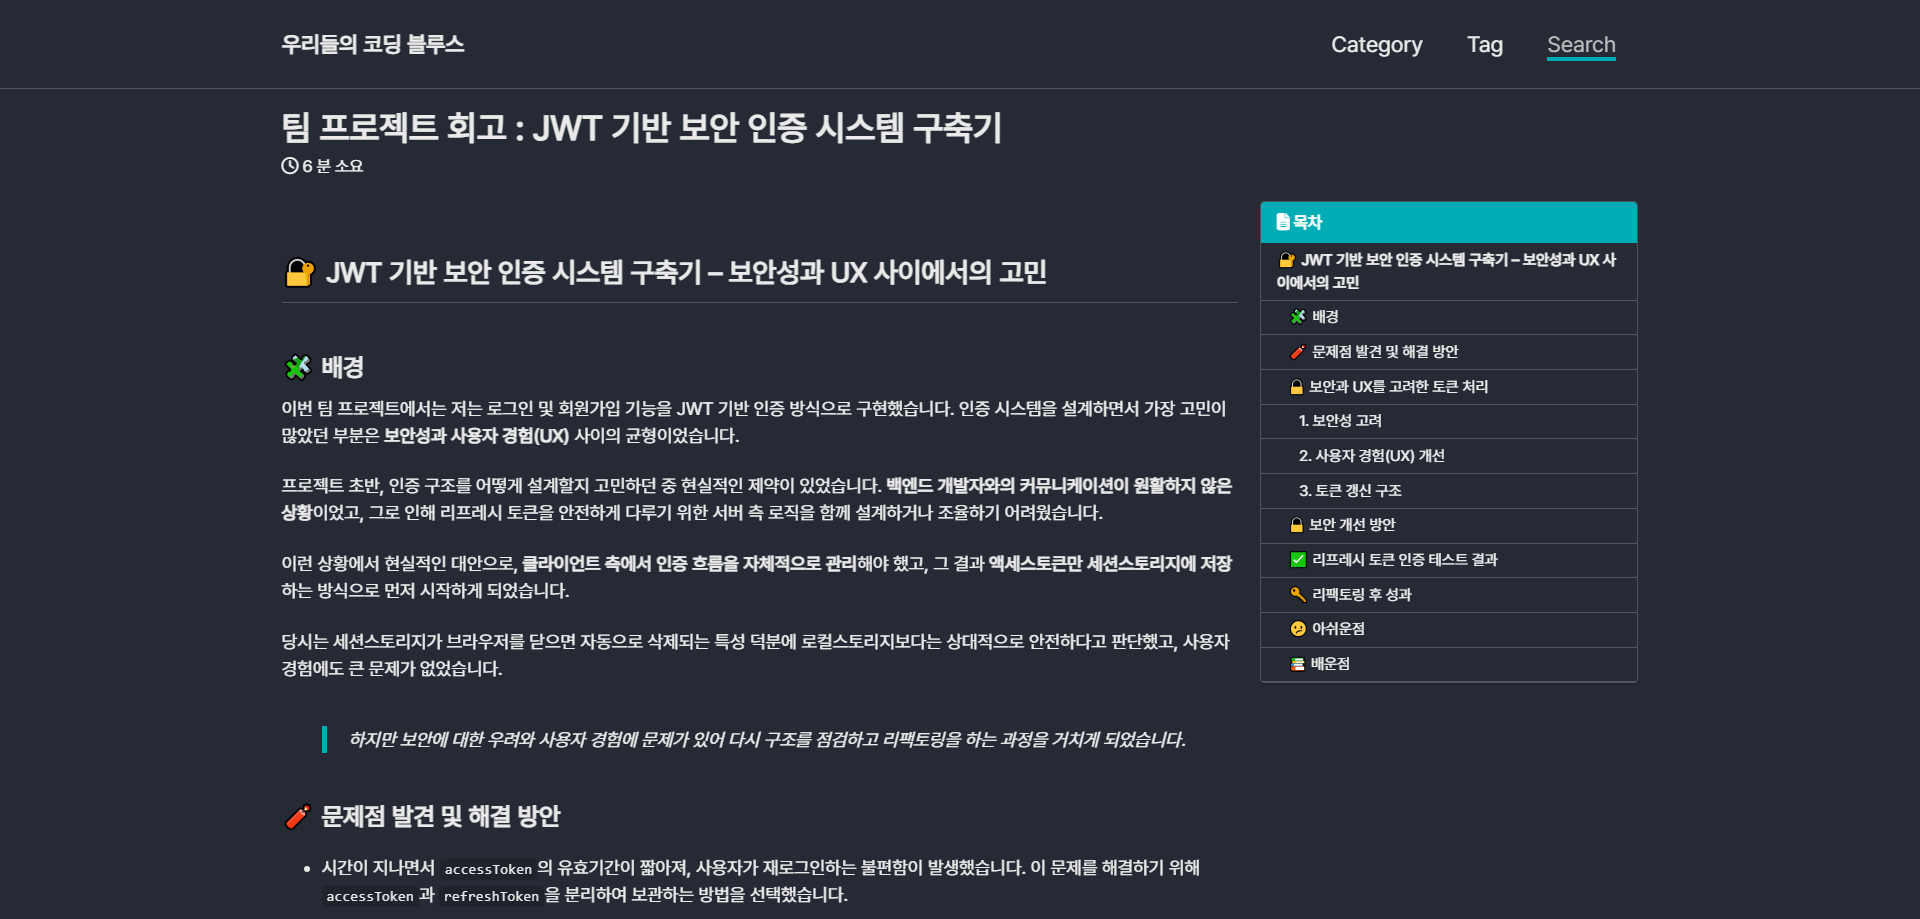 우리들의 코딩 블루스
Category
Tag
Search
팀 프로젝트 회고 : JWT 기반 보안 인증 시스템 구축기
6 분 소요
🔐 JWT 기반 보안 인증 시스템 구축기 – 보안성과 UX 사이에서의 고민
🧩 배경
이번 팀 프로젝트에서는 저는 로그인 및 회원가입 기능을 JWT 기반 인증 방식으로 구현했습니다. 인증 시스템을 설계하면서 가장 고민이
많았던 부분은 보안성과 사용자 경험(UX) 사이의 균형이었습니다.
프로젝트 초반, 인증 구조를 어떻게 설계할지 고민하던 중 현실적인 제약이 있었습니다. 백엔드 개발자와의 커뮤니케이션이 원활하지 않은
상황이었고, 그로 인해 리프레시 토큰을 안전하게 다루기 위한 서버 측 로직을 함께 설계하거나 조율하기 어려웠습니다.
이런 상황에서 현실적인 대안으로, 클라이언트 측에서 인증 흐름을 자체적으로 관리해야 했고, 그 결과 액세스토큰만 세션스토리지에 저장
하는 방식으로 먼저 시작하게 되었습니다.
당시는 세션스토리지가 브라우저를 닫으면 자동으로 삭제되는 특성 덕분에 로컬스토리지보다는 상대적으로 안전하다고 판단했고, 사용자
경험에도 큰 문제가 없었습니다.
하지만 보안에 대한 우려와 사용자 경험에 문제가 있어 다시 구조를 점검하고 리팩토링을 하는 과정을 거치게 되었습니다.
🧨 문제점 발견 및 해결 방안
• 시간이 지나면서 accessToken 의 유효기간이 짧아져, 사용자가 재로그인하는 불편함이 발생했습니다. 이 문제를 해결하기 위해
accessToken 과 refreshToken 을 분리하여 보관하는 방법을 선택했습니다.
목차
🔐 JWT 기반 보안 인증 시스템 구축기 – 보안성과 UX 사
이에서의 고민
🧩 배경
🧨 문제점 발견 및 해결 방안
🔒 보안과 UX를 고려한 토큰 처리
1. 보안성 고려
2. 사용자 경험(UX) 개선
3. 토큰 갱신 구조
🔒 보안 개선 방안
✅ 리프레시 토큰 인증 테스트 결과
🔑 리팩토링 후 성과
😕 아쉬운점
📚 배운점